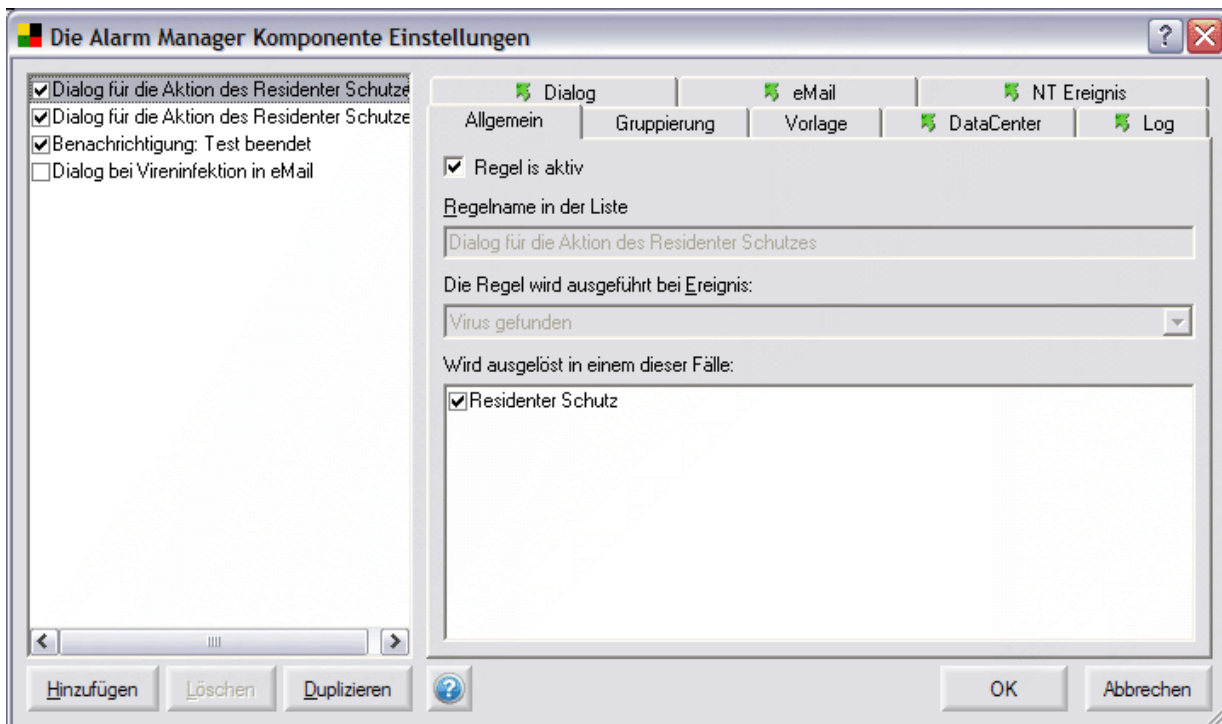 Die Alarm Manager Komponente Einstellungen
Dialog für die Aktion des Residenter Schutze
Dialog für die Aktion des Residenter Schutze
Benachrichtigung: Test beendet
Dialog bei Vireninfektion in eMail
Dialog
eMail
NT Ereignis
Allgemein
Gruppierung
Vorlage
DataCenter
Log
Regel is aktiv
Regelname in der Liste
Dialog für die Aktion des Residenter Schutzes
Die Regel wird ausgeführt bei Ereignis:
Virus gefunden
Wird ausgelöst in einem dieser Fälle:
Residenter Schutz
Hinzufügen
Löschen
Duplizieren
OK
Abbrechen